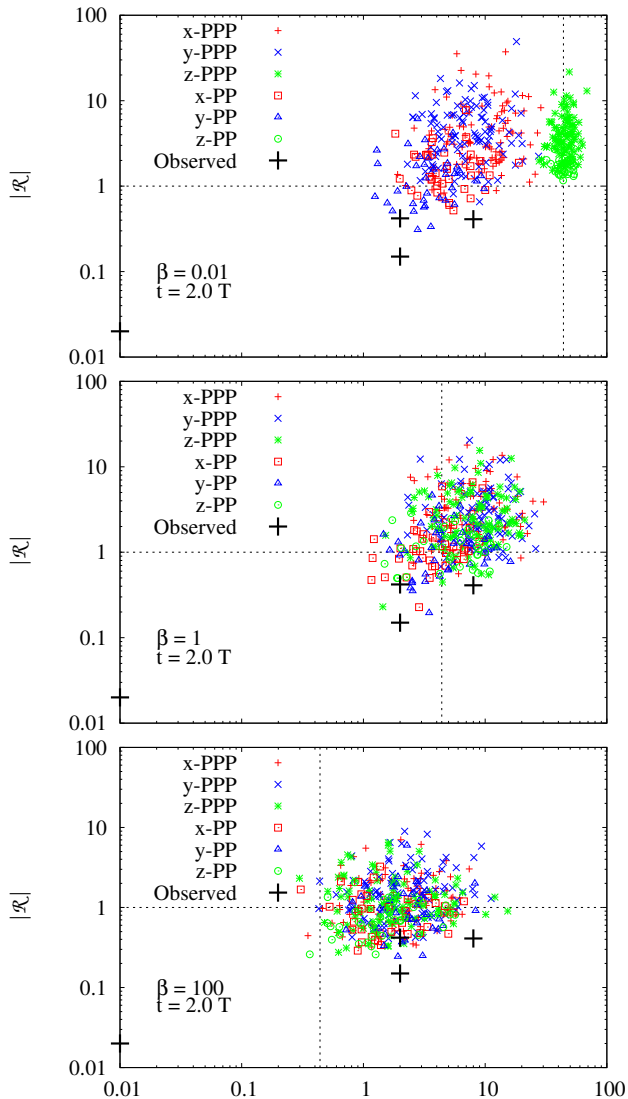 100
10
1
0.1
0.01
|ℛ|
x-PPP
y-PPP
z-PPP
x-PP
y-PP
z-PP
Observed
β = 0.01
t = 2.0 T
100
10
1
0.1
0.01
|ℛ|
x-PPP
y-PPP
z-PPP
x-PP
y-PP
z-PP
Observed
β = 1
t = 2.0 T
100
10
1
0.1
0.01
|ℛ|
x-PPP
y-PPP
z-PPP
x-PP
y-PP
z-PP
Observed
β = 100
t = 2.0 T
0.01 0.1 1 10 100